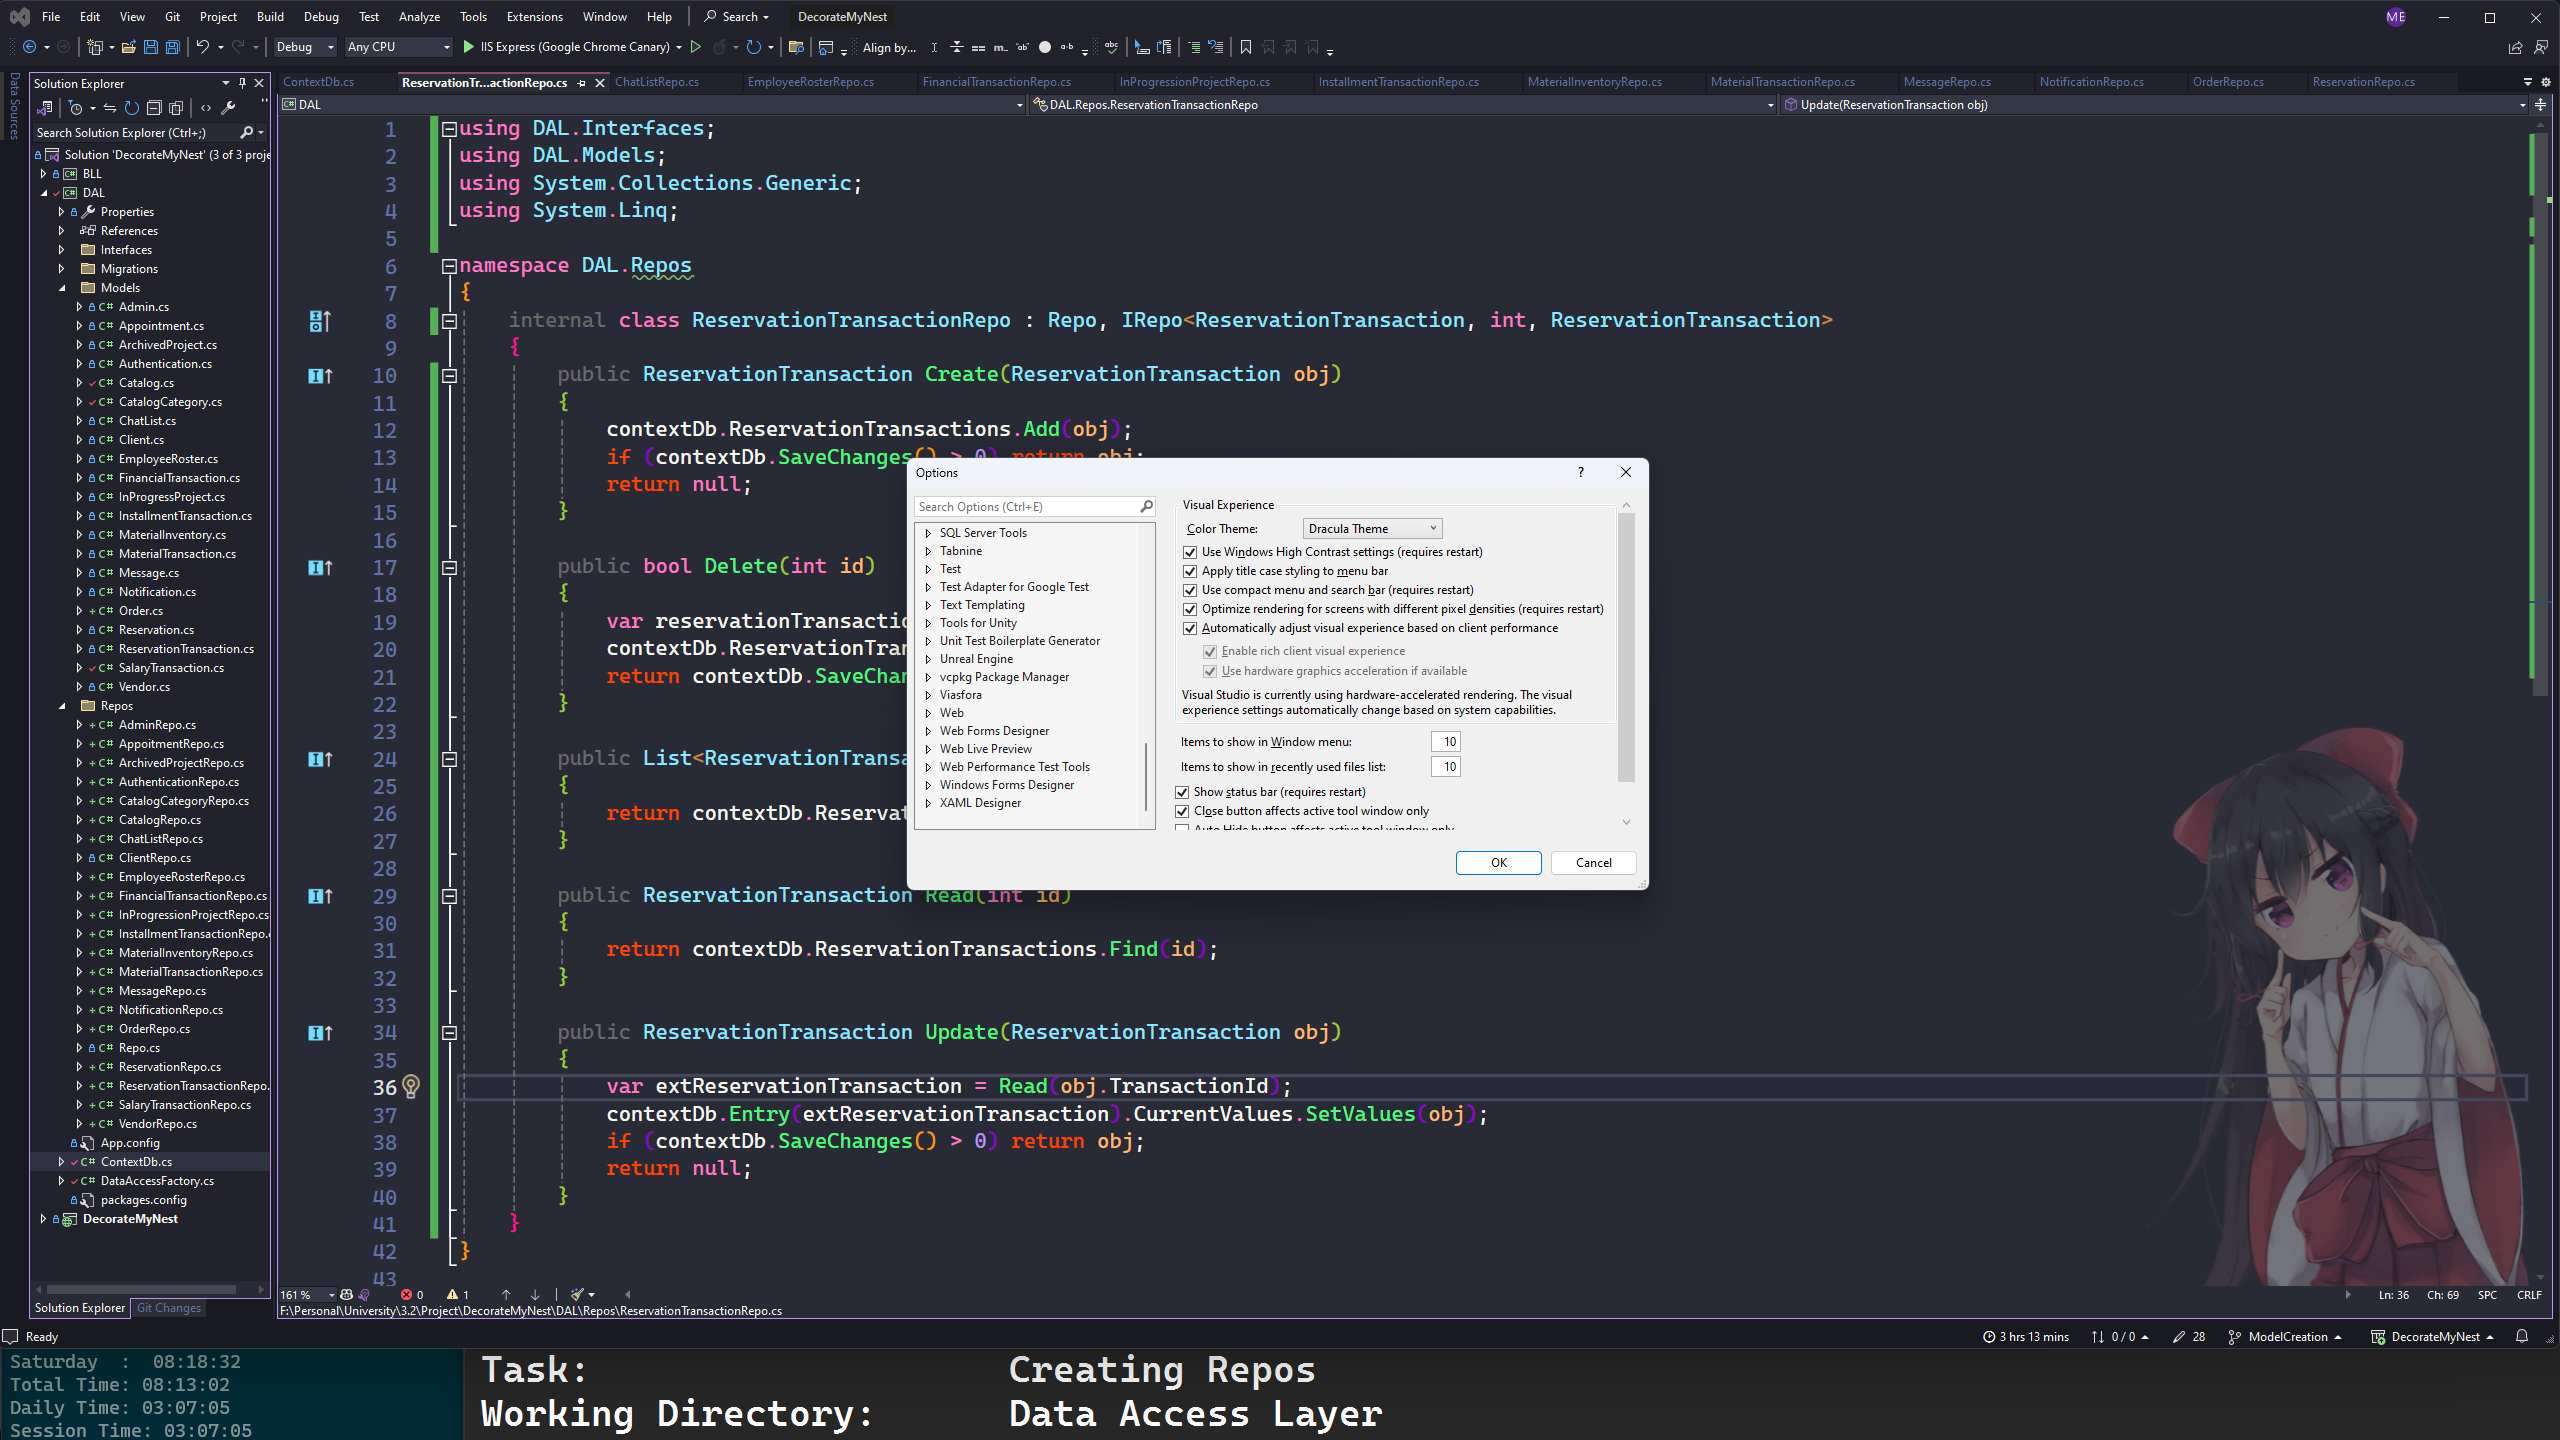 File Edit View Git Project Build Debug Test Analyze Tools Extensions Window Help Search DecorateMyNest ME
Debug Any CPU IIS Express (Google Chrome Canary) Align by...
Data Sources
Solution Explorer
Search Solution Explorer (Ctrl+;)
Solution 'DecorateMyNest' (3 of 3 proje
BLL
DAL
Properties
References
Interfaces
Migrations
Models
C# Admin.cs
C# Appointment.cs
C# ArchivedProject.cs
C# Authentication.cs
C# Catalog.cs
C# CatalogCategory.cs
C# ChatList.cs
C# Client.cs
C# EmployeeRoster.cs
C# FinancialTransaction.cs
C# InProgressProject.cs
C# InstallmentTransaction.cs
C# MaterialInventory.cs
C# MaterialTransaction.cs
C# Message.cs
C# Notification.cs
C# Order.cs
C# Reservation.cs
C# ReservationTransaction.cs
C# SalaryTransaction.cs
C# Vendor.cs
Repos
C# AdminRepo.cs
C# AppoitmentRepo.cs
C# ArchivedProjectRepo.cs
C# AuthenticationRepo.cs
C# CatalogCategoryRepo.cs
C# CatalogRepo.cs
C# ChatListRepo.cs
C# ClientRepo.cs
C# EmployeeRosterRepo.cs
C# FinancialTransactionRepo.cs
C# InProgressionProjectRepo.cs
C# InstallmentTransactionRepo.
C# MaterialInventoryRepo.cs
C# MaterialTransactionRepo.cs
C# MessageRepo.cs
C# NotificationRepo.cs
C# OrderRepo.cs
C# Repo.cs
C# ReservationRepo.cs
C# ReservationTransactionRepo.
C# SalaryTransactionRepo.cs
C# VendorRepo.cs
App.config
C# ContextDb.cs
C# DataAccessFactory.cs
packages.config
DecorateMyNest
Solution Explorer Git Changes
ContextDb.cs ReservationTr...actionRepo.cs ChatListRepo.cs EmployeeRosterRepo.cs FinancialTransactionRepo.cs InProgressionProjectRepo.cs InstallmentTransactionRepo.cs MaterialInventoryRepo.cs MaterialTransactionRepo.cs MessageRepo.cs NotificationRepo.cs OrderRepo.cs ReservationRepo.cs
C# DAL DAL.Repos.ReservationTransactionRepo Update(ReservationTransaction obj)
1 using DAL.Interfaces;
2 using DAL.Models;
3 using System.Collections.Generic;
4 using System.Linq;
5
6 namespace DAL.Repos
7 {
8 internal class ReservationTransactionRepo : Repo, IRepo<ReservationTransaction, int, ReservationTransaction>
9 {
10 public ReservationTransaction Create(ReservationTransaction obj)
11 {
12 contextDb.ReservationTransactions.Add(obj);
13 if (contextDb.SaveChanges() > 0) return obj;
14 return null;
15 }
16
17 public bool Delete(int id)
18 {
19 var reservationTransactio
20 contextDb.ReservationTran
21 return contextDb.SaveChan
22 }
23
24 public List<ReservationTransa
25 {
26 return contextDb.Reservat
27 }
28
29 public ReservationTransaction Read(int id)
30 {
31 return contextDb.ReservationTransactions.Find(id);
32 }
33
34 public ReservationTransaction Update(ReservationTransaction obj)
35 {
36 var extReservationTransaction = Read(obj.TransactionId);
37 contextDb.Entry(extReservationTransaction).CurrentValues.SetValues(obj);
38 if (contextDb.SaveChanges() > 0) return obj;
39 return null;
40 }
41 }
42 }
43
Options ?
Search Options (Ctrl+E)
SQL Server Tools
Tabnine
Test
Test Adapter for Google Test
Text Templating
Tools for Unity
Unit Test Boilerplate Generator
Unreal Engine
vcpkg Package Manager
Viasfora
Web
Web Forms Designer
Web Live Preview
Web Performance Test Tools
Windows Forms Designer
XAML Designer
Visual Experience
Color Theme: Dracula Theme
Use Windows High Contrast settings (requires restart)
Apply title case styling to menu bar
Use compact menu and search bar (requires restart)
Optimize rendering for screens with different pixel densities (requires restart)
Automatically adjust visual experience based on client performance
Enable rich client visual experience
Use hardware graphics acceleration if available
Visual Studio is currently using hardware-accelerated rendering. The visual
experience settings automatically change based on system capabilities.
Items to show in Window menu: 10
Items to show in recently used files list: 10
Show status bar (requires restart)
Close button affects active tool window only
Auto Hide button affects active tool window only
OK Cancel
161 % 0 1 Ln: 36 Ch: 69 SPC CRLF
F:\Personal\University\3.2\Project\DecorateMyNest\DAL\Repos\ReservationTransactionRepo.cs
Ready 3 hrs 13 mins 0 / 0 28 ModelCreation DecorateMyNest
Saturday : 08:18:32
Total Time: 08:13:02
Daily Time: 03:07:05
Session Time: 03:07:05
Task: Creating Repos
Working Directory: Data Access Layer